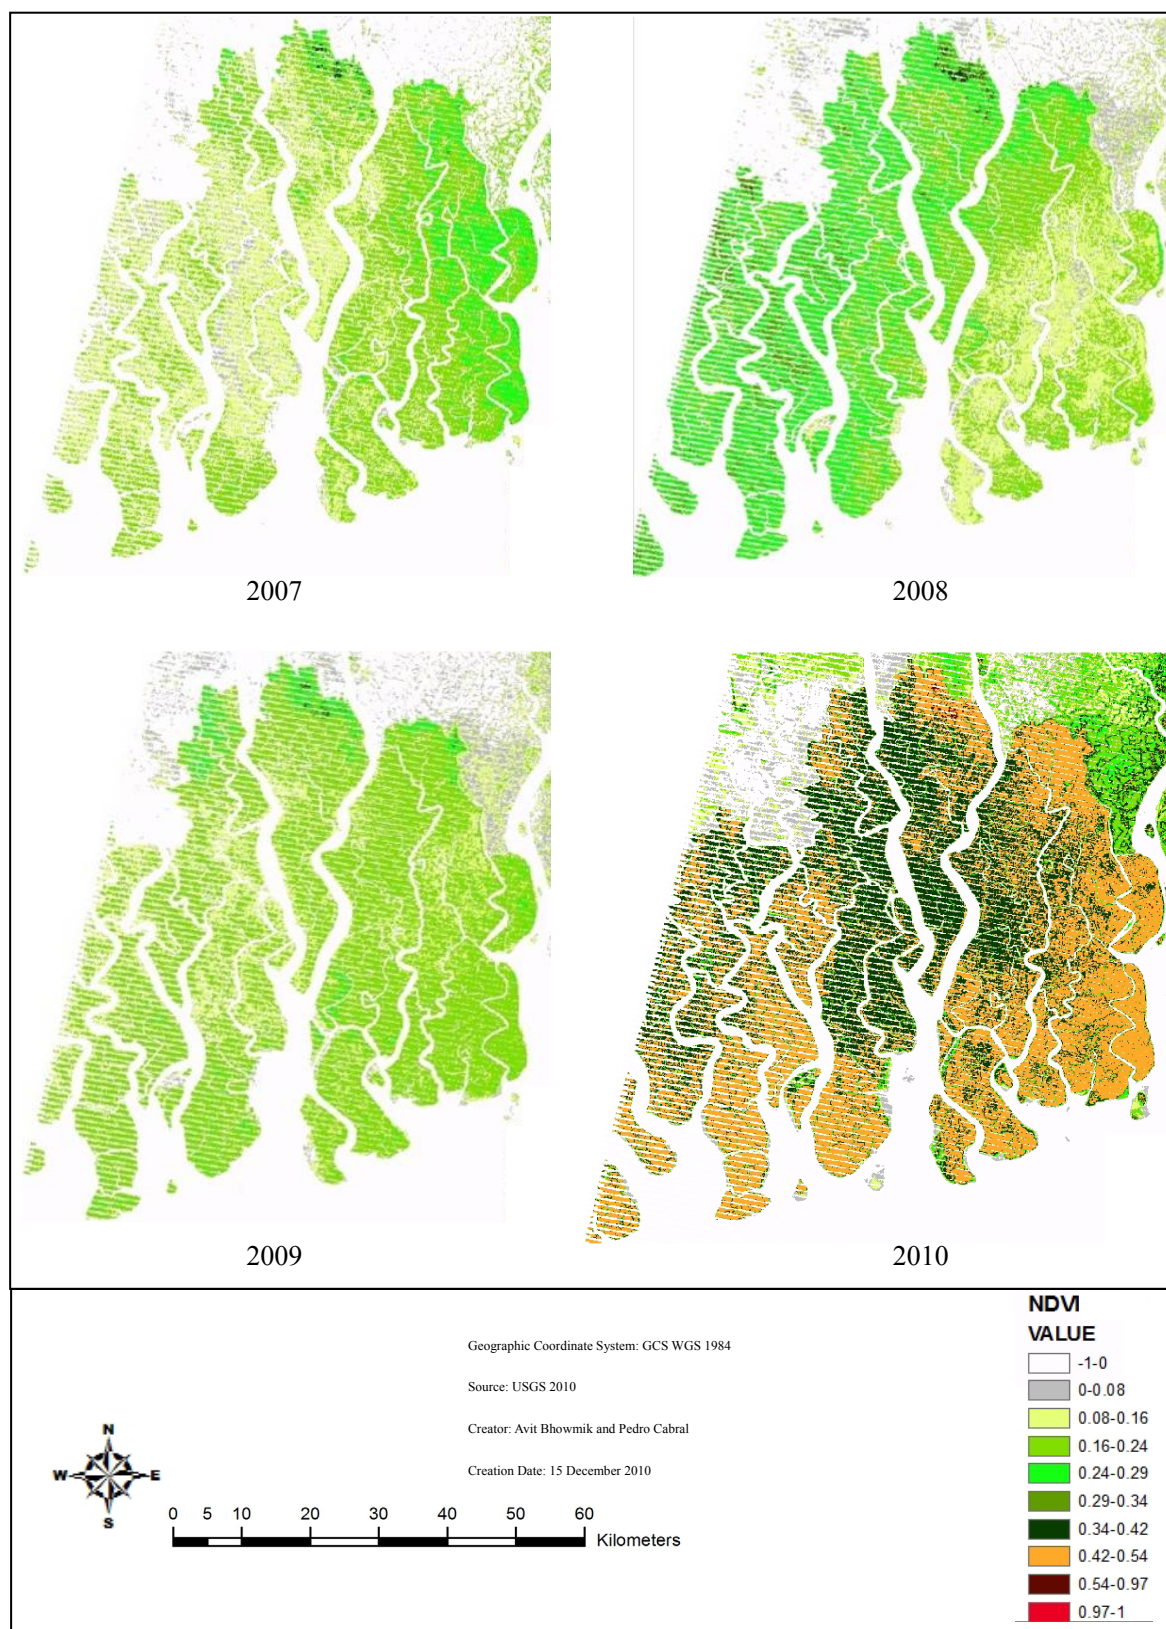 2007
2008
2009
2010
Geographic Coordinate System: GCS WGS 1984
Source: USGS 2010
Creator: Avit Bhowmik and Pedro Cabral
Creation Date: 15 December 2010
N
W E
S
0 5 10 20 30 40 50 60
Kilometers
NDVI
VALUE
-1-0
0-0.08
0.08-0.16
0.16-0.24
0.24-0.29
0.29-0.34
0.34-0.42
0.42-0.54
0.54-0.97
0.97-1